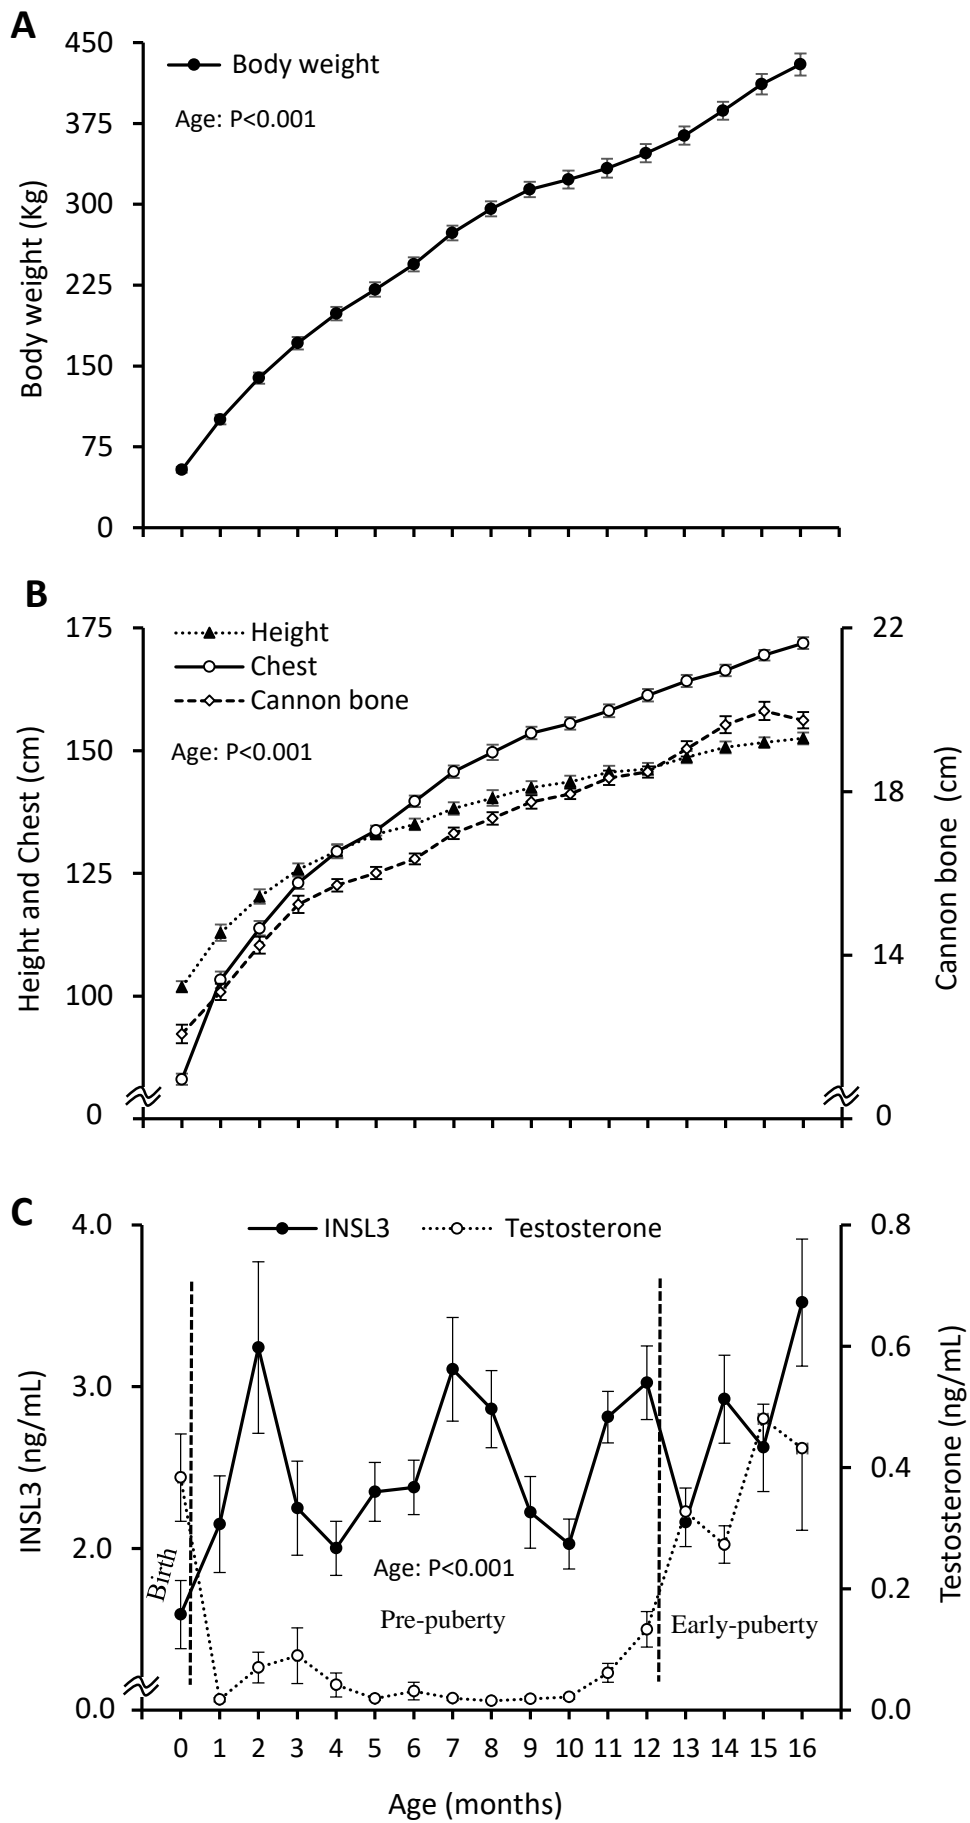 A
450
375
300
225
150
75
0
Body weight (Kg)
Body weight
Age: P<0.001
B
175
150
125
100
0
Height and Chest (cm)
Height
Chest
Cannon bone
Age: P<0.001
22
18
14
0
Cannon bone (cm)
C
4.0
3.0
2.0
0.0
INSL3 (ng/mL)
INSL3
Testosterone
Birth
Age: P<0.001
Pre-puberty
Early-puberty
0.8
0.6
0.4
0.2
0.0
Testosterone (ng/mL)
0 1 2 3 4 5 6 7 8 9 10 11 12 13 14 15 16
Age (months)